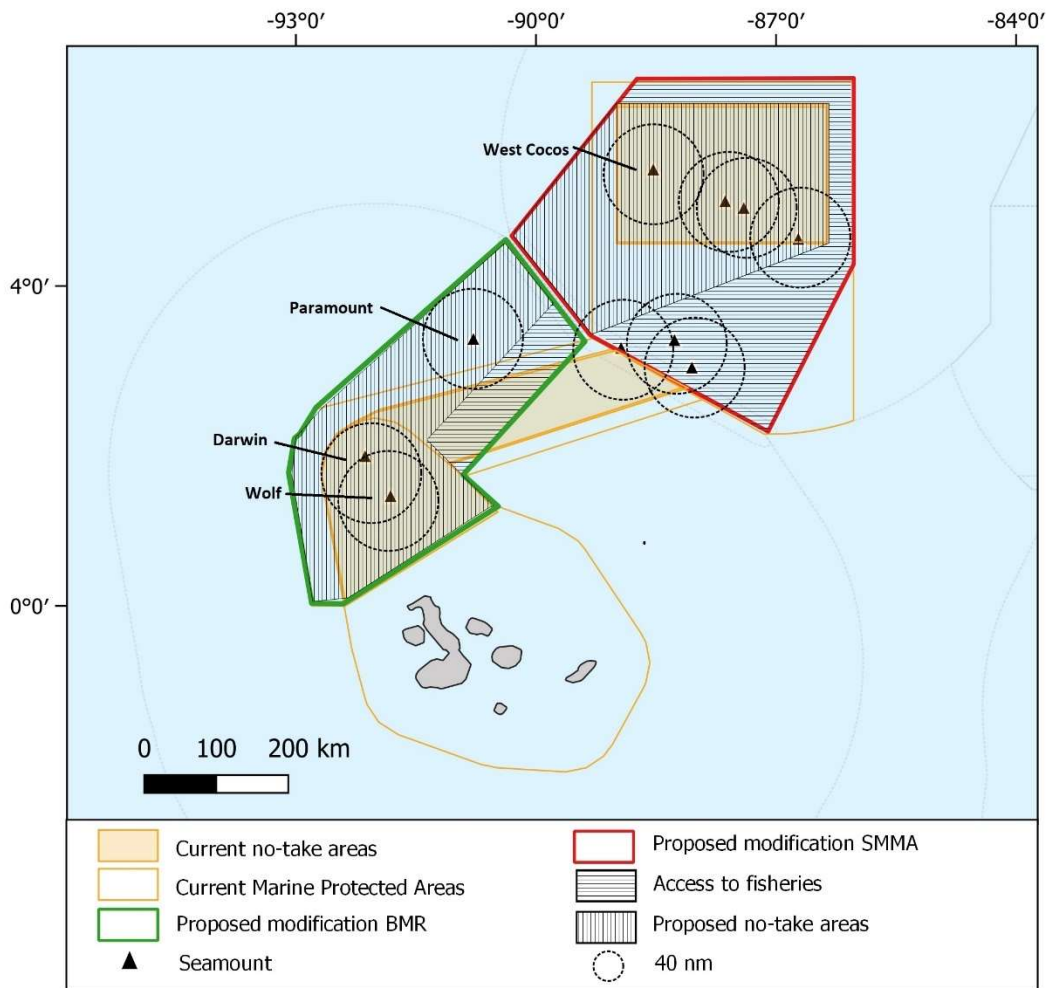 -93°0′ -90°0′ -87°0′ -84°0′
West Cocos
4°0′
Paramount
Darwin
Wolf
0°0′
0 100 200 km
Current no-take areas
Current Marine Protected Areas
Proposed modification BMR
Seamount
Proposed modification SMMA
Access to fisheries
Proposed no-take areas
40 nm